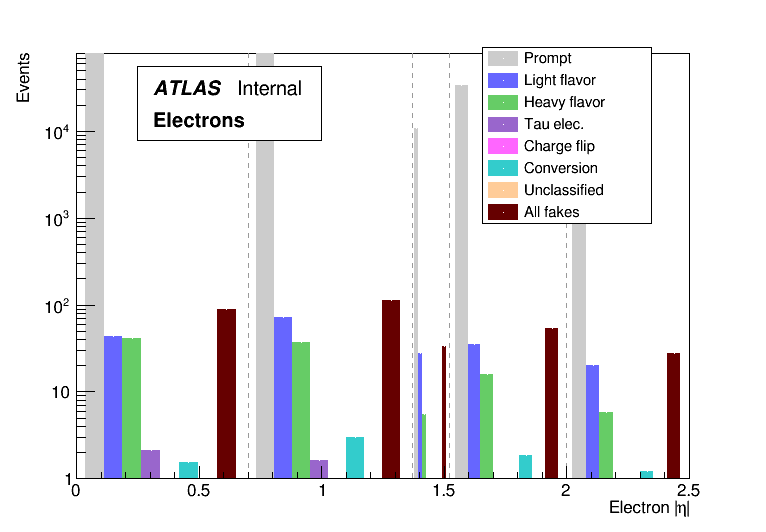 Events
ATLAS Internal
Electrons
Prompt
Light flavor
Heavy flavor
Tau elec.
Charge flip
Conversion
Unclassified
All fakes
10^4
10^3
10^2
10
1
0 0.5 1 1.5 2 2.5
Electron |η|